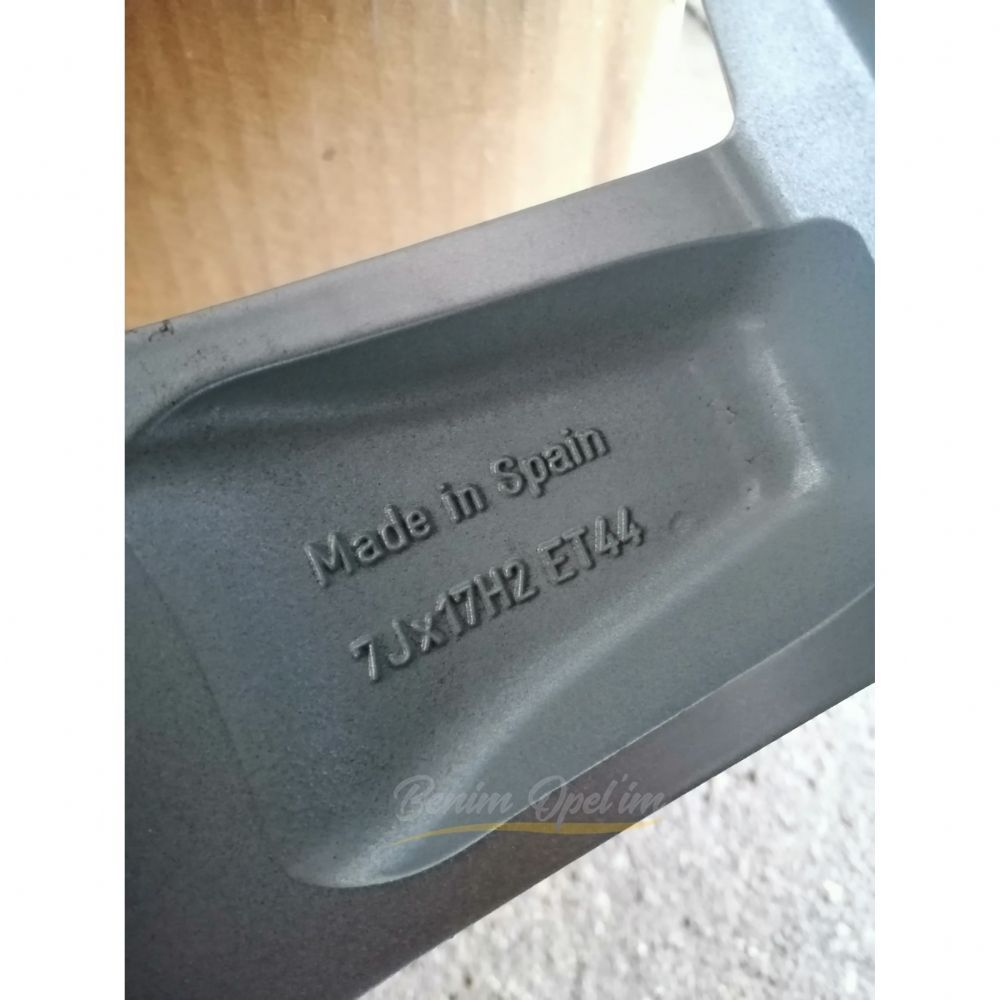 Made in Spain
7Jx17H2 ET44
Benim Opel'im